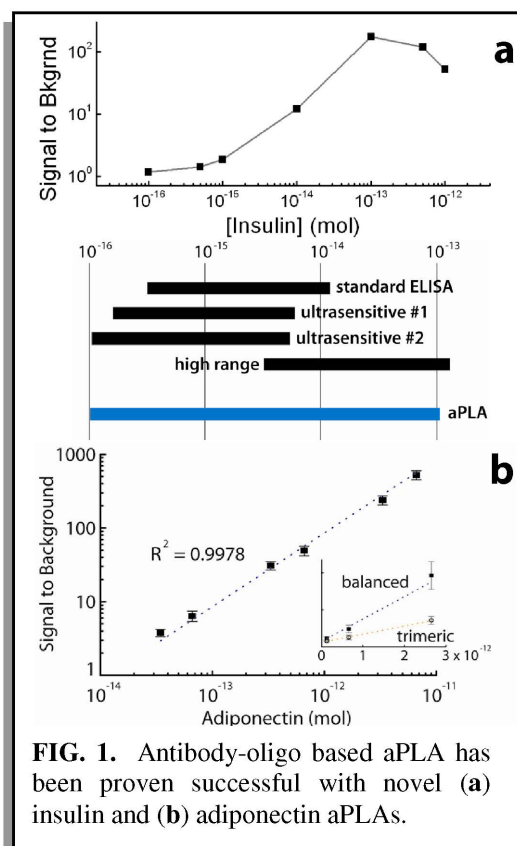 a
Signal to Bkgrnd
10²
10¹
10⁰
10⁻¹⁶ 10⁻¹⁵ 10⁻¹⁴ 10⁻¹³ 10⁻¹²
[Insulin] (mol)
10⁻¹⁶ 10⁻¹⁵ 10⁻¹⁴ 10⁻¹³
standard ELISA
ultrasensitive #1
ultrasensitive #2
high range
aPLA
b
Signal to Background
1000
100
10
1
R² = 0.9978
balanced
trimeric
0 1 2 3 x 10⁻¹²
10⁻¹⁴ 10⁻¹³ 10⁻¹² 10⁻¹¹
Adiponectin (mol)
FIG. 1. Antibody-oligo based aPLA has
been proven successful with novel (a)
insulin and (b) adiponectin aPLAs.